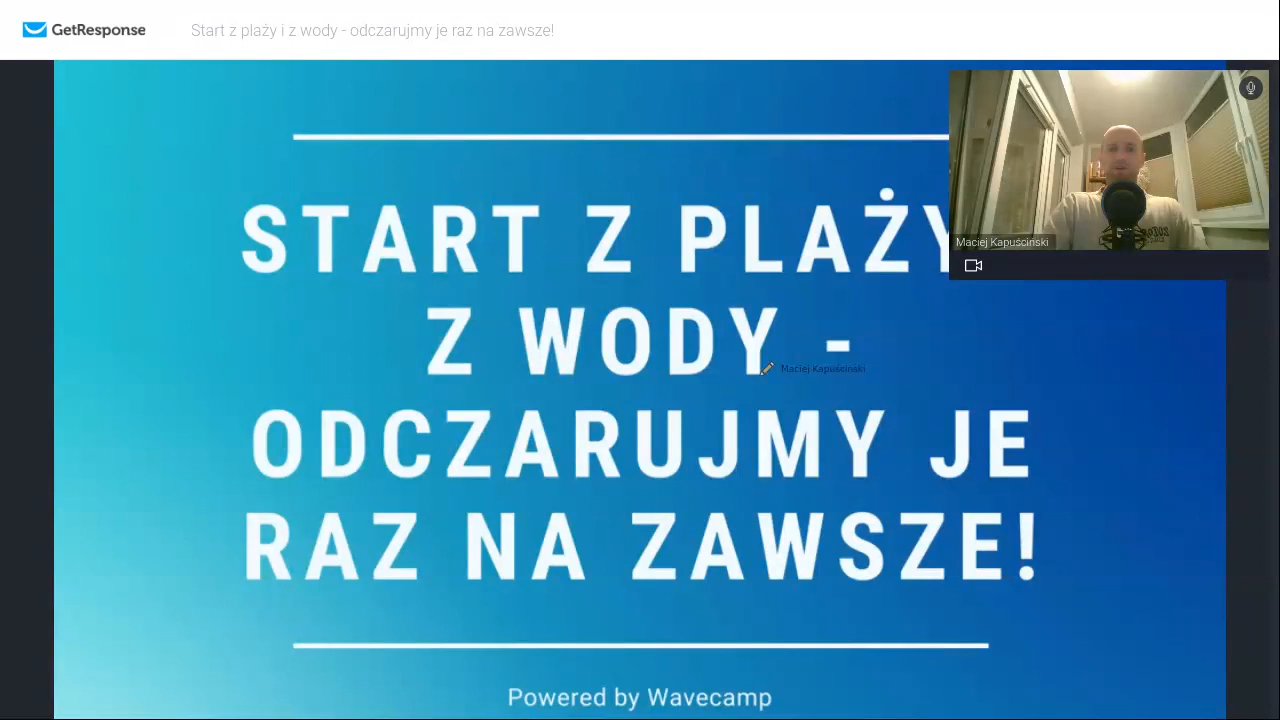 GetResponse
Start z plaży i z wody - odczarujmy je raz na zawsze!
START Z PLAŻY
Z WODY -
ODCZARUJMY JE
RAZ NA ZAWSZE!
Powered by Wavecamp
Maciej Kapuściński
Maciej Kapuściński